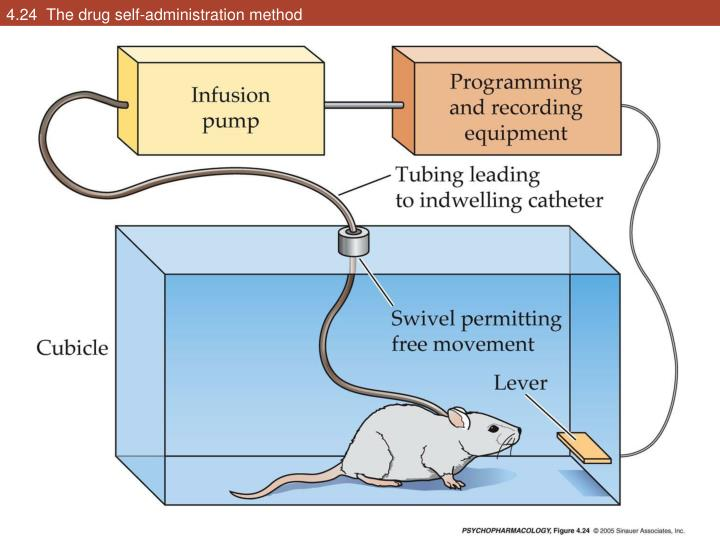 4.24 The drug self-administration method
Infusion
pump
Programming
and recording
equipment
Tubing leading
to indwelling catheter
Swivel permitting
free movement
Cubicle
Lever
PSYCHOPHARMACOLOGY, Figure 4.24 © 2005 Sinauer Associates, Inc.